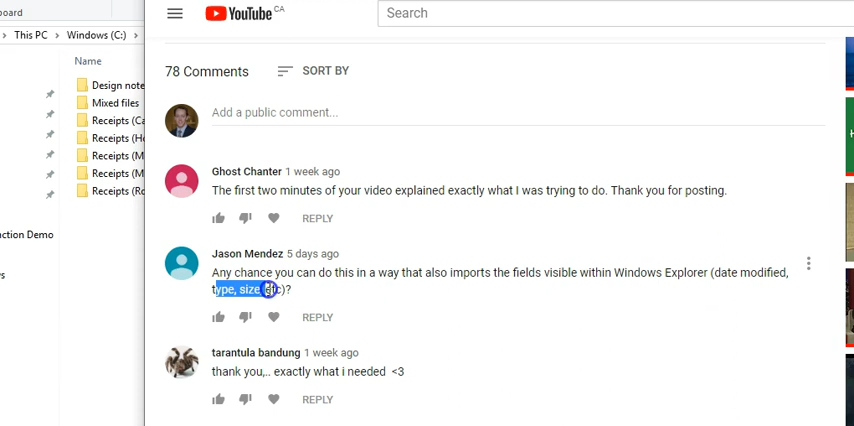 board
This PC > Windows (C:) >
Name
Design note
Mixed files
Receipts (Ca
Receipts (Ho
Receipts (M
Receipts (M
Receipts (Ro
nction Demo
YouTube CA
Search
78 Comments
SORT BY
Add a public comment...
Ghost Chanter 1 week ago
The first two minutes of your video explained exactly what I was trying to do. Thank you for posting.
REPLY
Jason Mendez 5 days ago
Any chance you can do this in a way that also imports the fields visible within Windows Explorer (date modified,
type, size, etc)?
REPLY
tarantula bandung 1 week ago
thank you,.. exactly what i needed <3
REPLY